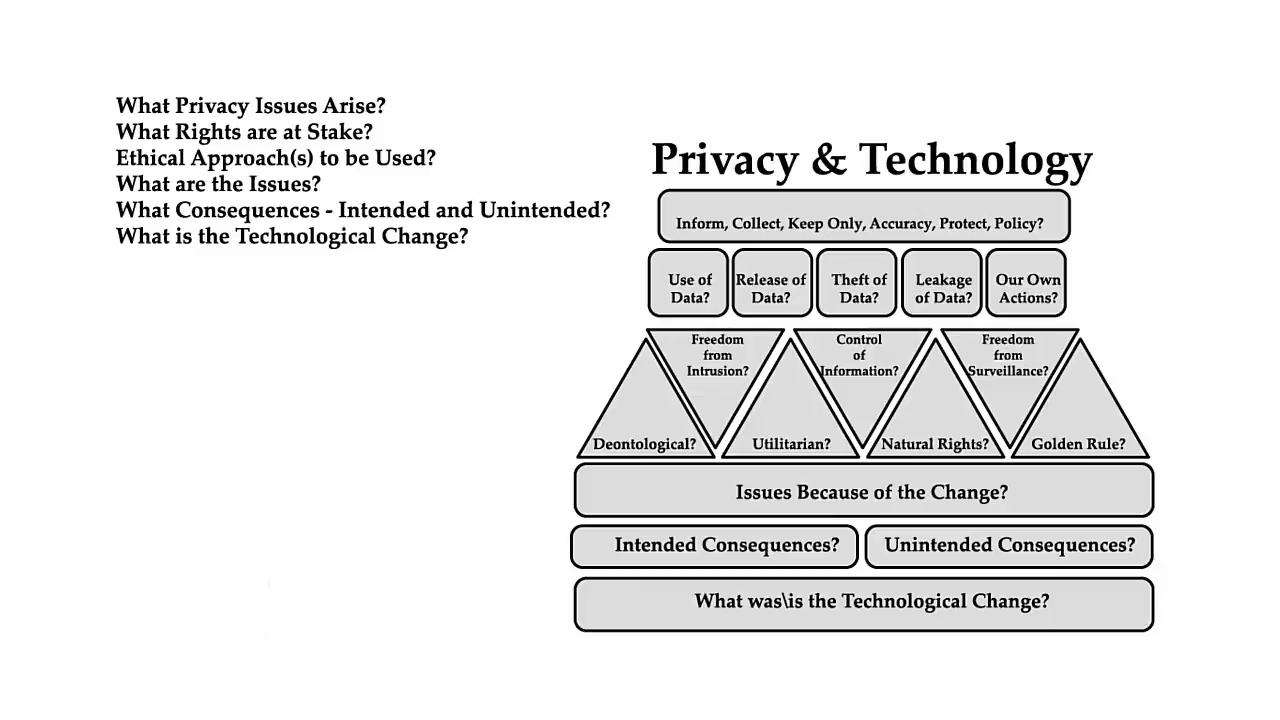 What Privacy Issues Arise?
What Rights are at Stake?
Ethical Approach(s) to be Used?
What are the Issues?
What Consequences - Intended and Unintended?
What is the Technological Change?
Privacy & Technology
Inform, Collect, Keep Only, Accuracy, Protect, Policy?
Use of
Data?
Release of
Data?
Theft of
Data?
Leakage
of Data?
Our Own
Actions?
Freedom
from
Intrusion?
Control
of
Information?
Freedom
from
Surveillance?
Deontological?
Utilitarian?
Natural Rights?
Golden Rule?
Issues Because of the Change?
Intended Consequences?
Unintended Consequences?
What was\is the Technological Change?